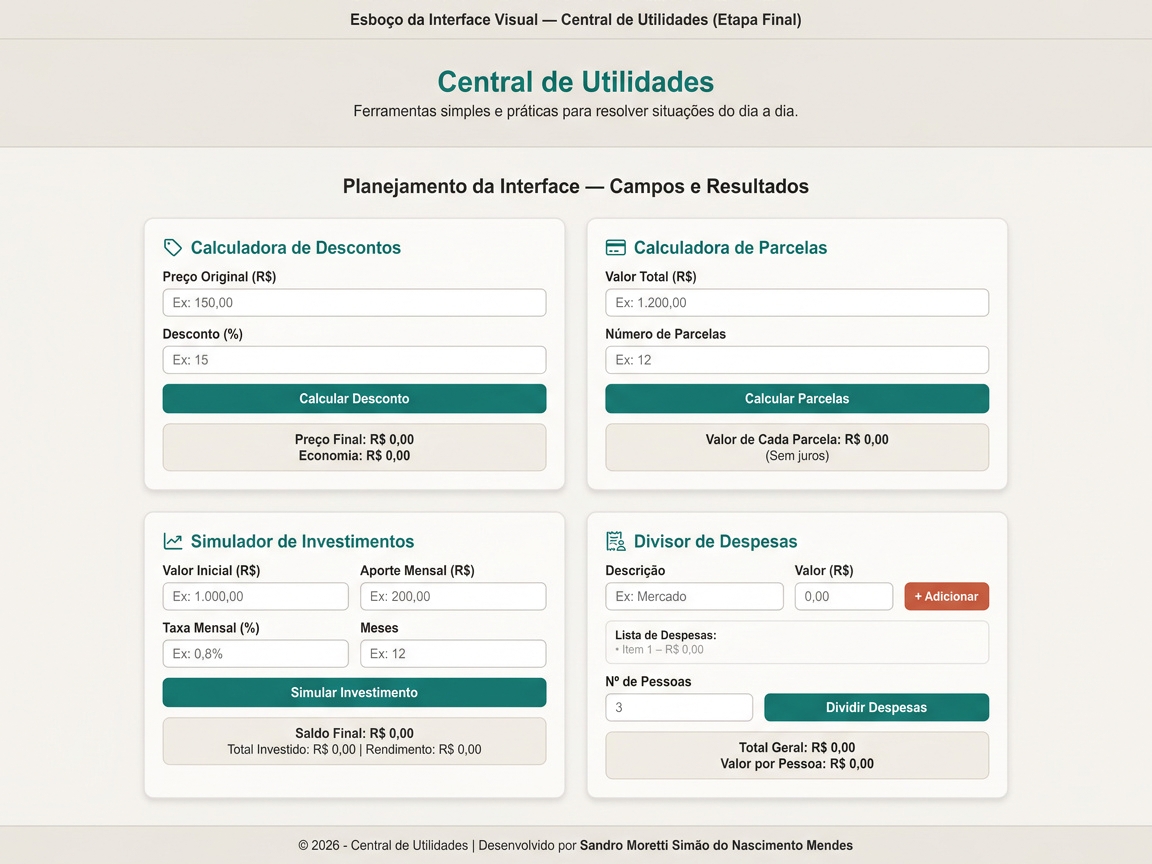 Esboço da Interface Visual — Central de Utilidades (Etapa Final)
Central de Utilidades
Ferramentas simples e práticas para resolver situações do dia a dia.
Planejamento da Interface — Campos e Resultados
Calculadora de Descontos
Preço Original (R$)
Ex: 150,00
Desconto (%)
Ex: 15
Calcular Desconto
Preço Final: R$ 0,00
Economia: R$ 0,00
Calculadora de Parcelas
Valor Total (R$)
Ex: 1.200,00
Número de Parcelas
Ex: 12
Calcular Parcelas
Valor de Cada Parcela: R$ 0,00
(Sem juros)
Simulador de Investimentos
Valor Inicial (R$) Aporte Mensal (R$)
Ex: 1.000,00 Ex: 200,00
Taxa Mensal (%) Meses
Ex: 0,8% Ex: 12
Simular Investimento
Saldo Final: R$ 0,00
Total Investido: R$ 0,00 | Rendimento: R$ 0,00
Divisor de Despesas
Descrição Valor (R$)
Ex: Mercado 0,00 + Adicionar
Lista de Despesas:
• Item 1 – R$ 0,00
Nº de Pessoas
3 Dividir Despesas
Total Geral: R$ 0,00
Valor por Pessoa: R$ 0,00
© 2026 - Central de Utilidades | Desenvolvido por Sandro Moretti Simão do Nascimento Mendes